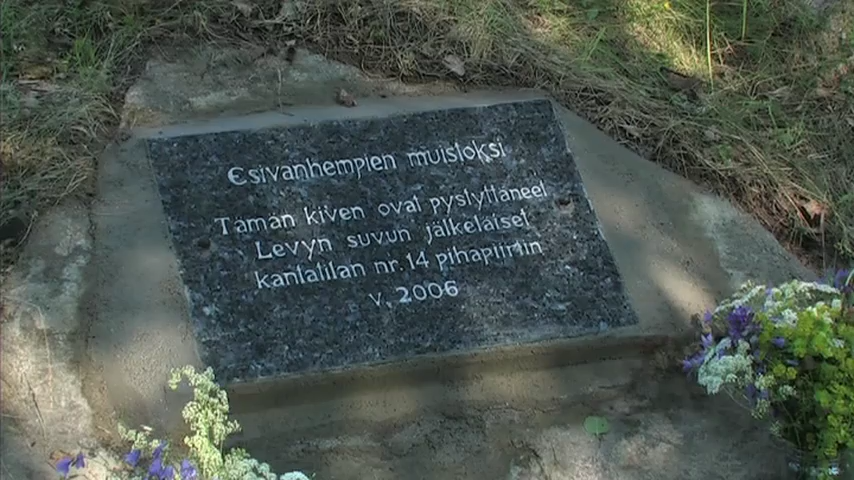 Esivanhempien muistoksi
Tämän kiven ovat pystyttäneet
Levyn suvun jälkeläiset
kantatilan nr. 14 pihapiiriin
v. 2006